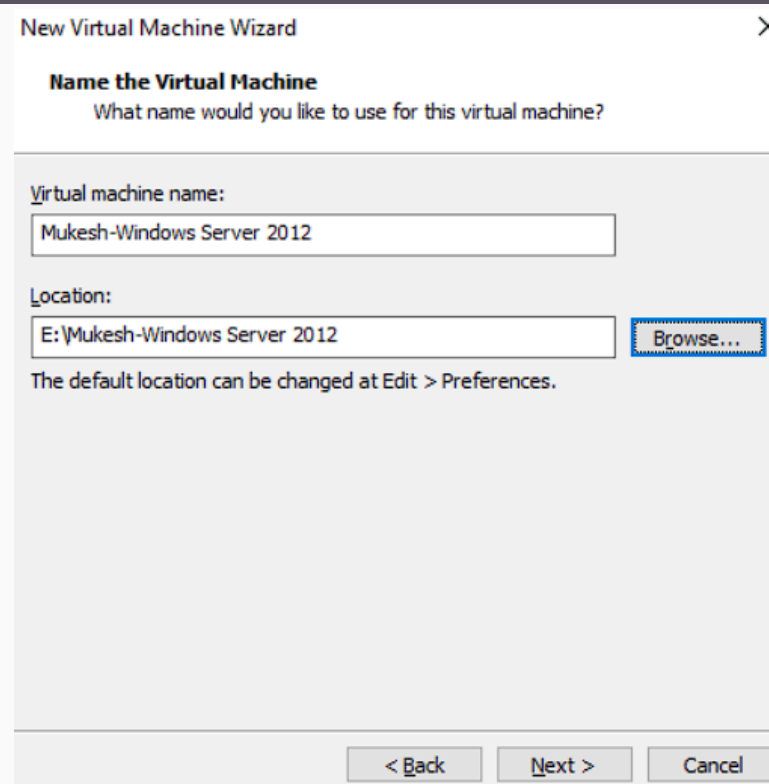 New Virtual Machine Wizard
Name the Virtual Machine
What name would you like to use for this virtual machine?
Virtual machine name:
Mukesh-Windows Server 2012
Location:
E:\Mukesh-Windows Server 2012
Browse...
The default location can be changed at Edit > Preferences.
< Back Next > Cancel